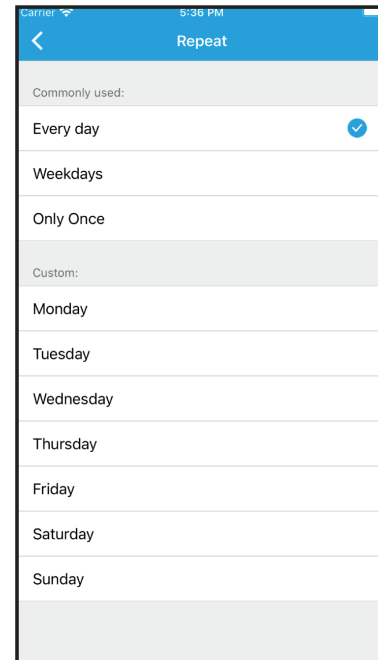 Carrier
5:36 PM
Repeat
Commonly used:
Every day
Weekdays
Only Once
Custom:
Monday
Tuesday
Wednesday
Thursday
Friday
Saturday
Sunday